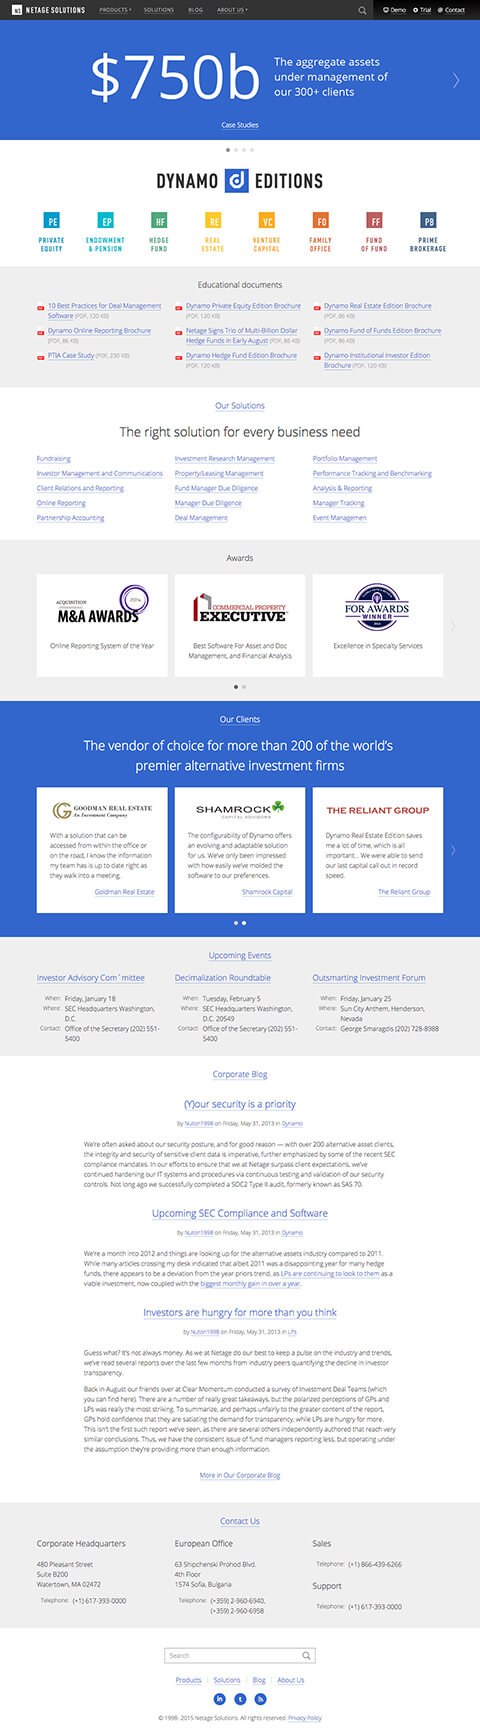 NS NETAGE SOLUTIONS PRODUCTS SOLUTIONS BLOG ABOUT US Demo Trial Contact
$750b
The aggregate assets
under management of
our 300+ clients
Case Studies
DYNAMO d EDITIONS
PE EP HF RE VC FO FF PB
PRIVATE EQUITY
ENDOWMENT & PENSION
HEDGE FUND
REAL ESTATE
VENTURE CAPITAL
FAMILY OFFICE
FUND OF FUND
PRIME BROKERAGE
Educational documents
10 Best Practices for Deal Management
Software (PDF, 120 KB)
Dynamo Online Reporting Brochure
(PDF, 86 KB)
PTIA Case Study (PDF, 230 KB)
Dynamo Private Equity Edition Brochure
(PDF, 120 KB)
Netage Signs Trio of Multi-Billion Dollar
Hedge Funds in Early August (PDF, 86 KB)
Dynamo Hedge Fund Edition Brochure
(PDF, 120 KB)
Dynamo Real Estate Edition Brochure
(PDF, 86 KB)
Dynamo Fund of Funds Edition Brochure
(PDF, 86 KB)
Dynamo Institutional Investor Edition
Brochure (PDF, 120 KB)
Our Solutions
The right solution for every business need
Fundraising
Investor Management and Communications
Client Relations and Reporting
Online Reporting
Partnership Accounting
Investment Research Management
Property/Leasing Management
Fund Manager Due Diligence
Manager Due Diligence
Deal Management
Portfolio Management
Performance Tracking and Benchmarking
Analysis & Reporting
Manager Tracking
Event Managemen
Awards
ACQUISITION
M&A AWARDS
2014
Online Reporting System of the Year
COMMERCIAL PROPERTY
EXECUTIVE
Best Software For Asset and Doc
Management, and Financial Analysis
FOR AWARDS
WINNER
Excellence in Specialty Services
Our Clients
The vendor of choice for more than 200 of the world's
premier alternative investment firms
GOODMAN REAL ESTATE
An Investment Company
With a solution that can be
accessed from within the office or
on the road, I know the information
my team has is up to date right as
they walk into a meeting.
Goldman Real Estate
SHAMROCK
CAPITAL ADVISORS
The configurability of Dynamo offers
an evolving and adaptable solution
for us. We've only been impressed
with how easily we've molded the
software to our preferences.
Shamrock Capital
THE RELIANT GROUP
Dynamo Real Estate Edition saves
me a lot of time, which is all
important... We were able to send
our last capital call out in record
speed.
The Reliant Group
Upcoming Events
Investor Advisory Com`mittee
When: Friday, January 18
Where: SEC Headquarters Washington,
D.C.
Contact: Office of the Secretary (202) 551-
5400
Decimalization Roundtable
When: Tuesday, February 5
Where: SEC Headquarters Washington,
D.C. 20549
Contact: Office of the Secretary (202) 551-
5400
Outsmarting Investment Forum
When: Friday, January 25
Where: Sun City Anthem, Henderson,
Nevada
Contact: George Smaragdis (202) 728-8988
Corporate Blog
(Y)our security is a priority
by Nuton1998 on Friday, May 31, 2013 in Dynamo
We're often asked about our security posture, and for good reason — with over 200 alternative asset clients,
the integrity and security of sensitive client data is imperative, further emphasized by some of the recent SEC
compliance mandates. In our efforts to ensure that we at Netage surpass client expectations, we've
continued hardening our IT systems and procedures via continuous testing and validation of our security
controls. Not long ago we successfully completed a SOC2 Type II audit, formerly known as SAS 70.
Upcoming SEC Compliance and Software
by Nuton1998 on Friday, May 31, 2013 in Dynamo
We're a month into 2012 and things are looking up for the alternative assets industry compared to 2011.
While many articles crossing my desk indicated that albeit 2011 was a disappointing year for many hedge
funds, there appears to be a deviation from the year priors trend, as LPs are continuing to look to them as a
viable investment, now coupled with the biggest monthly gain in over a year.
Investors are hungry for more than you think
by Nuton1998 on Friday, May 31, 2013 in LPs
Guess what? It's not always money. As we at Netage do our best to keep a pulse on the industry and trends,
we've read several reports over the last few months from industry peers quantifying the decline in investor
transparency.
Back in August our friends over at Clear Momentum conducted a survey of Investment Deal Teams (which
you can find here). There are a number of really great takeaways, but the polarized perceptions of GPs and
LPs was really the most striking. To summarize, and perhaps unfairly to the greater content of the report,
GPs hold confidence that they are satiating the demand for transparency, while LPs are hungry for more.
This isn't the first such report we've seen, as there are several others independently authored that reach very
similar conclusions. Thus, we have the consistent issue of fund managers reporting less, but operating under
the assumption they're providing more than enough information.
More in Our Corporate Blog
Contact Us
Corporate Headquarters
480 Pleasant Street
Suite B200
Watertown, MA 02472
Telephone: (+1) 617-393-0000
European Office
63 Shipchenski Prohod Blvd.
4th Floor
1574 Sofia, Bulgaria
Telephone: (+359) 2-960-6940,
(+359) 2-960-6958
Sales
Telephone: (+1) 866-439-6266
Support
Telephone: (+1) 617-393-0000
Search
Products Solutions Blog About Us
in t
© 1998- 2015 Netage Solutions. All rights reserved. Privacy Policy